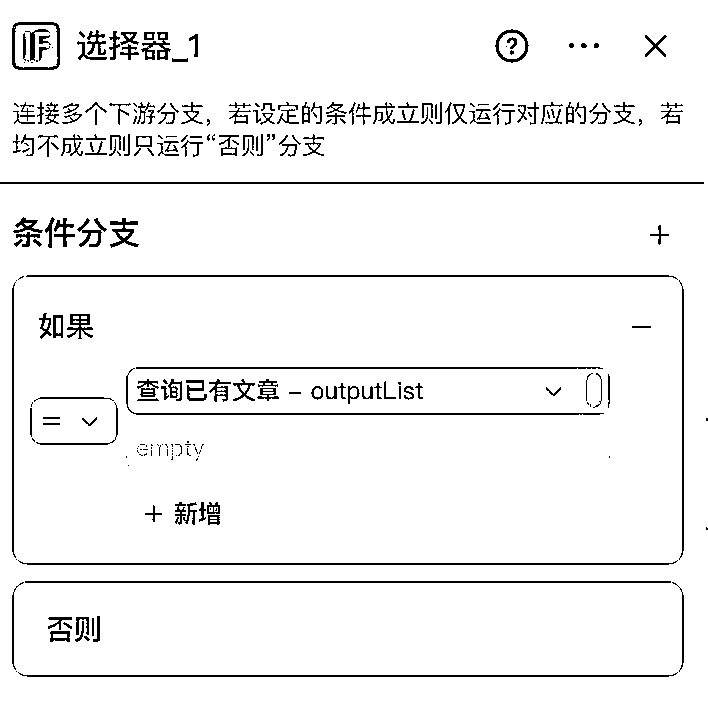 IF 选择器_1
连接多个下游分支，若设定的条件成立则仅运行对应的分支，若
均不成立则只运行“否则”分支
条件分支
如果
查询已有文章 – outputList
=
empty
+ 新增
否则